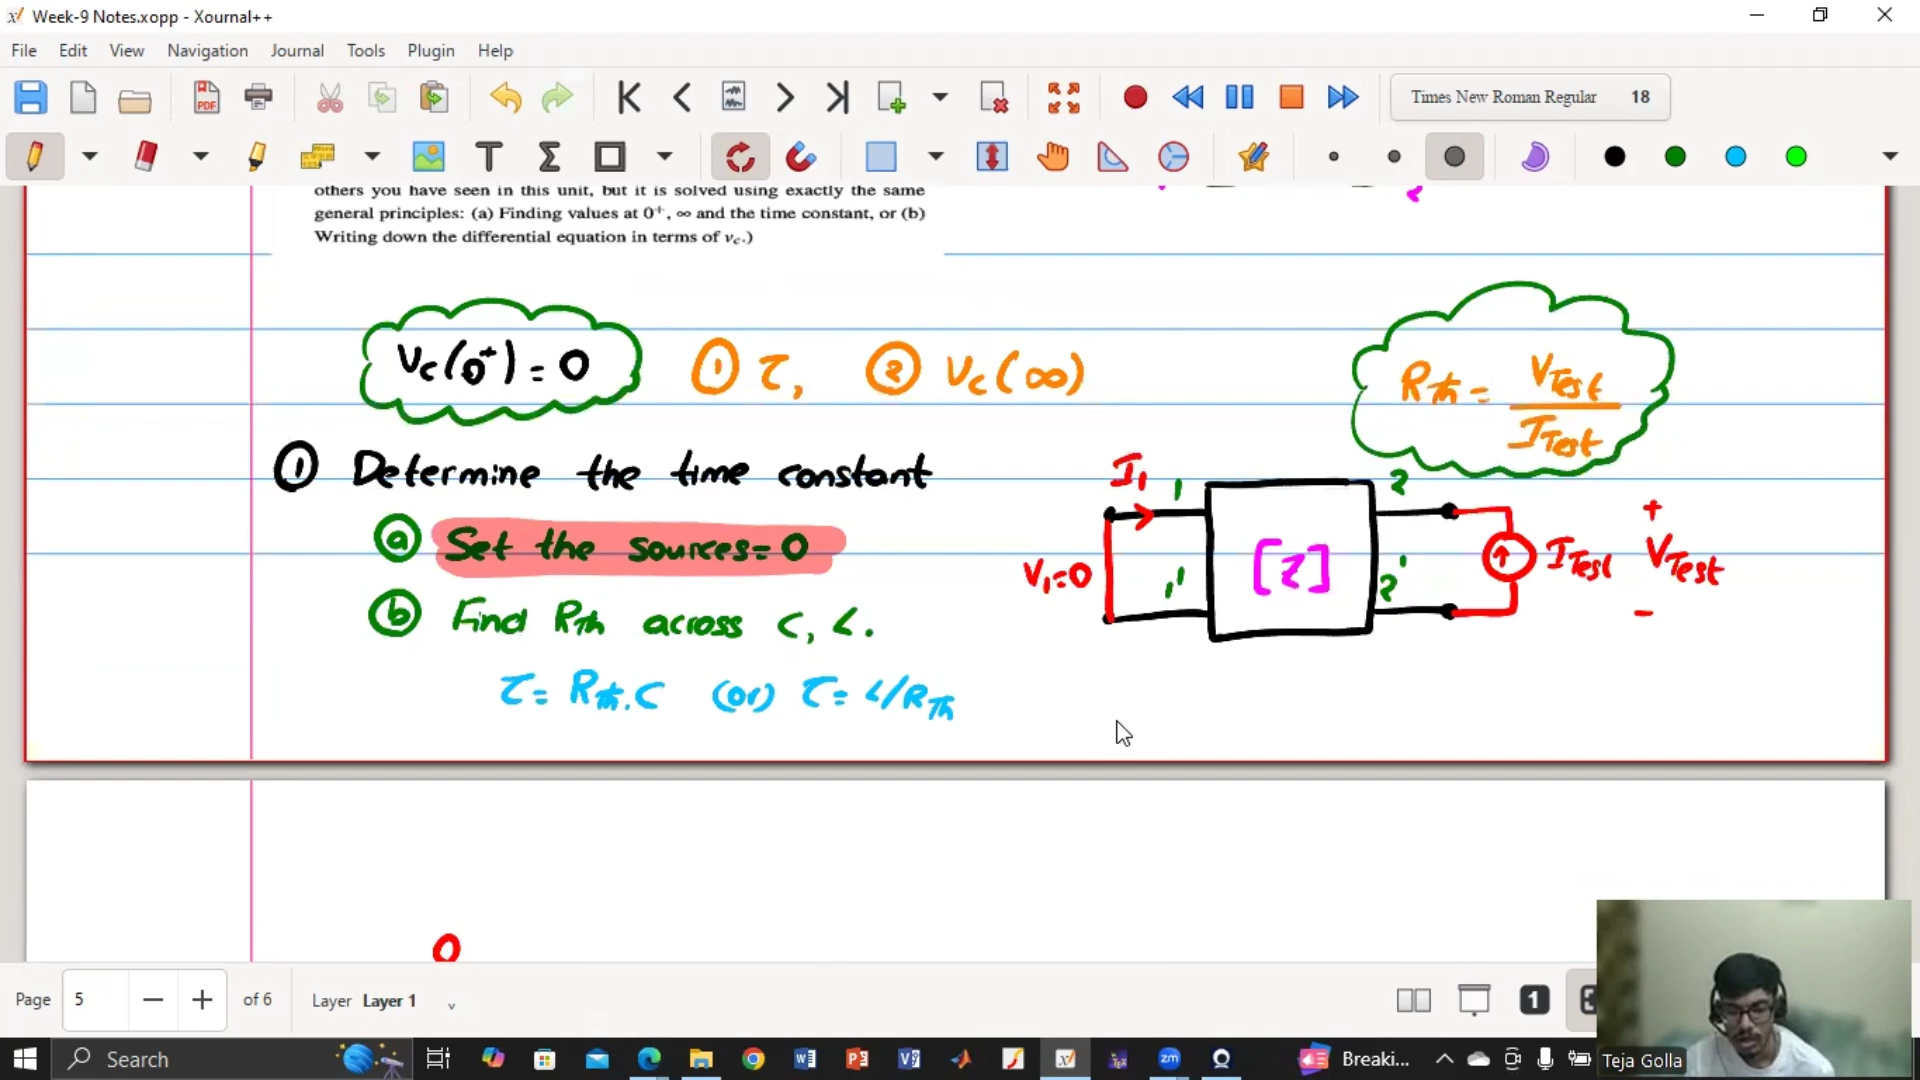 Week-9 Notes.xopp - Xournal++
File Edit View Navigation Journal Tools Plugin Help
Times New Roman Regular 18
others you have seen in this unit, but it is solved using exactly the same
general principles: (a) Finding values at 0+, ∞ and the time constant, or (b)
Writing down the differential equation in terms of vc.)
Vc(0+) = 0 ① τ, ② Vc(∞)
RTh = VTest / ITest
① Determine the time constant
ⓐ Set the sources = 0
ⓑ Find RTh across C, L.
τ = RTh.C (or) τ = L/RTh
I1 1 2
V1=0 [Z] ITest + VTest -
1' 2'
0
Page 5 of 6 Layer Layer 1
1
Search
Breaki...
Teja Golla